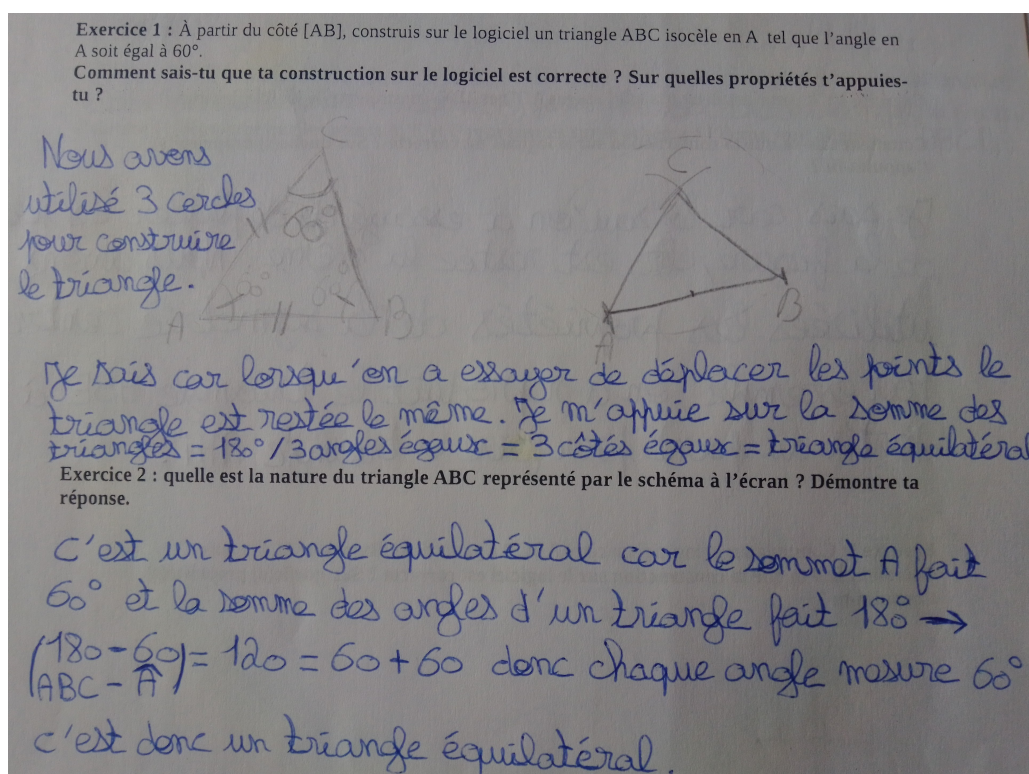 Exercice 1 : À partir du côté [AB], construis sur le logiciel un triangle ABC isocèle en A tel que l'angle en
A soit égal à 60°.
Comment sais-tu que ta construction sur le logiciel est correcte ? Sur quelles propriétés t'appuies-
tu ?
Nous avons
utilisé 3 cercles
pour construire
le triangle.
C
60°
A
B
C
A
B
Je sais car lorsqu'on a essayer de déplacer les points le
triangle est restée le même. Je m'appuie sur la somme des
triangles = 180° / 3 angles égaux = 3 côtés égaux = triangle équilatéral
Exercice 2 : quelle est la nature du triangle ABC représenté par le schéma à l'écran ? Démontre ta
réponse.
C'est un triangle équilatéral car le sommet A fait
60° et la somme des angles d'un triangle fait 180 →
(180 - 60) = 120 = 60 + 60 donc chaque angle mesure 60°
(ABC - A)
c'est donc un triangle équilatéral.